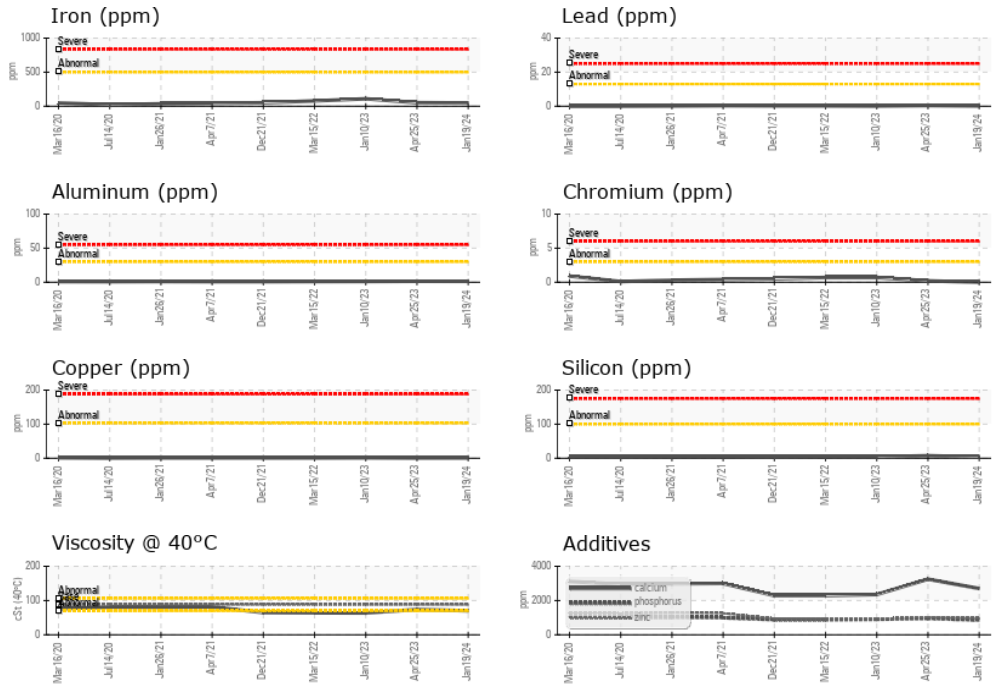 Iron (ppm)
1000
500
0
ppm
Severe
Abnormal
Mar16/20
Jul14/20
Jan26/21
Apr7/21
Dec21/21
Mar15/22
Jan10/23
Apr25/23
Jan19/24
Lead (ppm)
40
20
0
ppm
Severe
Abnormal
Mar16/20
Jul14/20
Jan26/21
Apr7/21
Dec21/21
Mar15/22
Jan10/23
Apr25/23
Jan19/24
Aluminum (ppm)
100
50
0
ppm
Severe
Abnormal
Mar16/20
Jul14/20
Jan26/21
Apr7/21
Dec21/21
Mar15/22
Jan10/23
Apr25/23
Jan19/24
Chromium (ppm)
10
5
0
ppm
Severe
Abnormal
Mar16/20
Jul14/20
Jan26/21
Apr7/21
Dec21/21
Mar15/22
Jan10/23
Apr25/23
Jan19/24
Copper (ppm)
200
100
0
ppm
Severe
Abnormal
Mar16/20
Jul14/20
Jan26/21
Apr7/21
Dec21/21
Mar15/22
Jan10/23
Apr25/23
Jan19/24
Silicon (ppm)
200
100
0
ppm
Severe
Abnormal
Mar16/20
Jul14/20
Jan26/21
Apr7/21
Dec21/21
Mar15/22
Jan10/23
Apr25/23
Jan19/24
Viscosity @ 40°C
200
100
0
cSt (40°C)
Abnormal
Abnormal
Mar16/20
Jul14/20
Jan26/21
Apr7/21
Dec21/21
Mar15/22
Jan10/23
Apr25/23
Jan19/24
Additives
4000
2000
0
ppm
calcium
phosphorus
zinc
Mar16/20
Jul14/20
Jan26/21
Apr7/21
Dec21/21
Mar15/22
Jan10/23
Apr25/23
Jan19/24